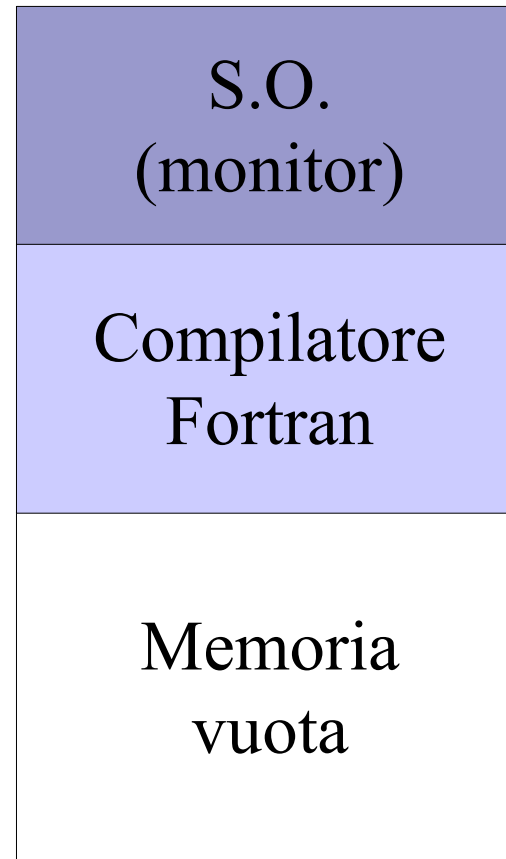 S.O.
(monitor)
Compilatore
Fortran
Memoria
vuota